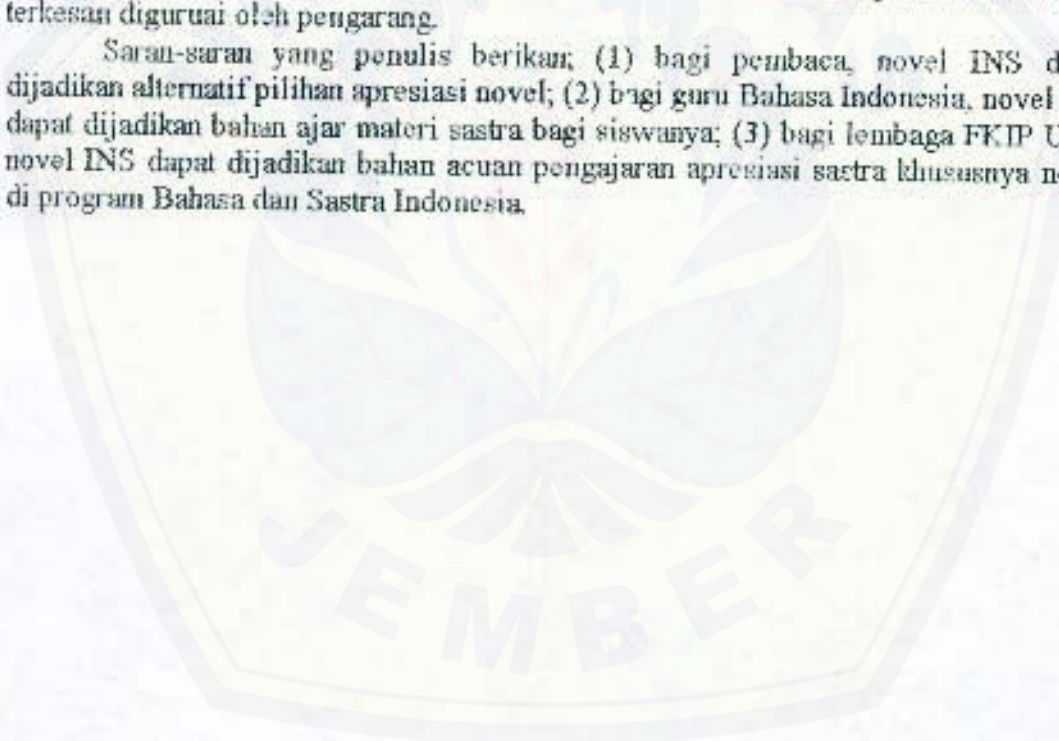 terkesan digurui oleh pengarang.
Saran-saran yang penulis berikan; (1) bagi pembaca, novel INS d
dijadikan alternatif pilihan apresiasi novel; (2) bagi guru Bahasa Indonesia, novel
dapat dijadikan bahan ajar materi sastra bagi siswanya; (3) bagi lembaga FKIP U
novel INS dapat dijadikan bahan acuan pengajaran apresiasi sastra khususnya n
di program Bahasa dan Sastra Indonesia.
JEMBER